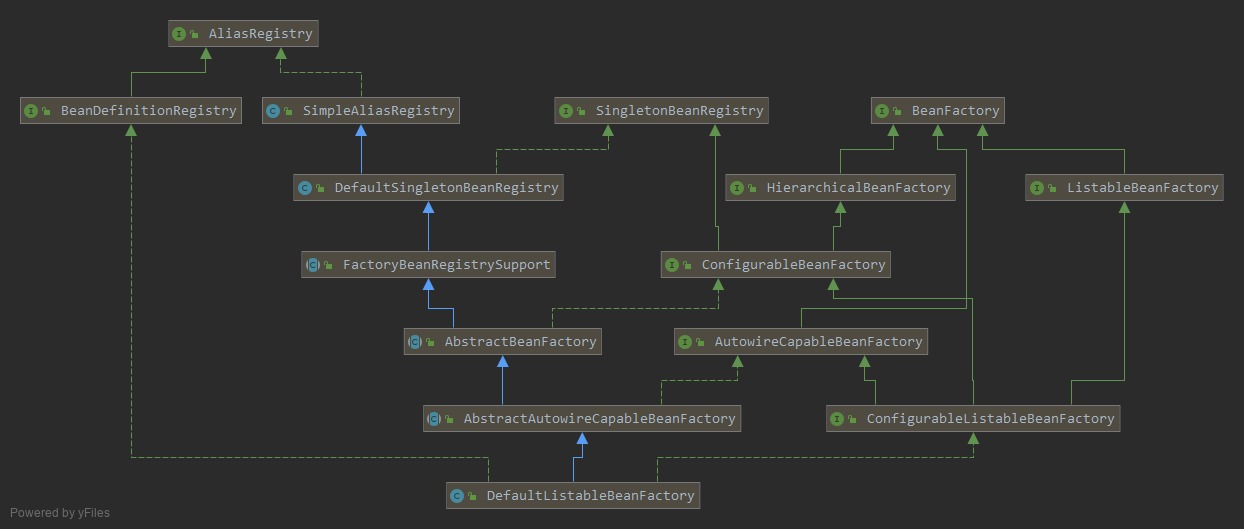 AliasRegistry
BeanDefinitionRegistry
SimpleAliasRegistry
SingletonBeanRegistry
BeanFactory
DefaultSingletonBeanRegistry
HierarchicalBeanFactory
ListableBeanFactory
FactoryBeanRegistrySupport
ConfigurableBeanFactory
AbstractBeanFactory
AutowireCapableBeanFactory
AbstractAutowireCapableBeanFactory
ConfigurableListableBeanFactory
DefaultListableBeanFactory
Powered by yFiles